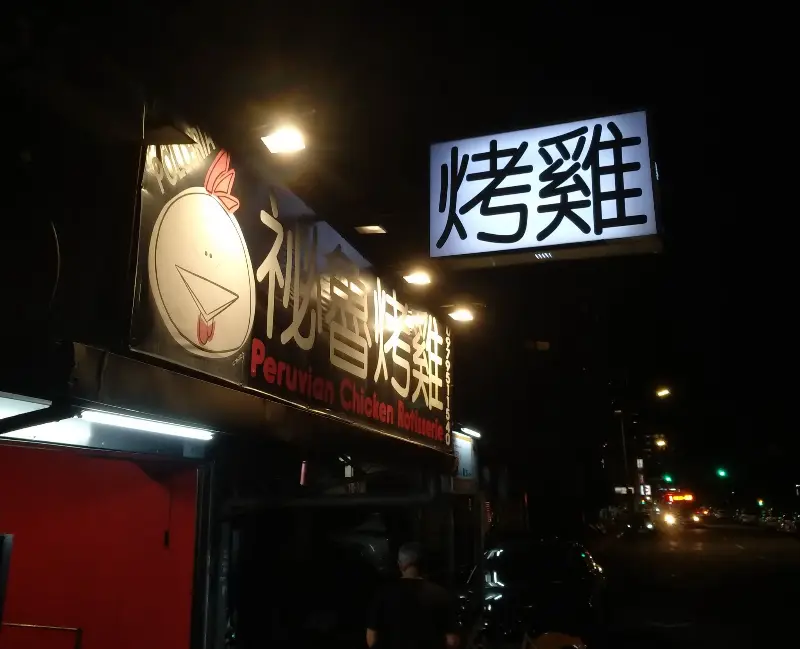 祕魯烤雞
Peruvian Chicken Rotisserie
烤雞